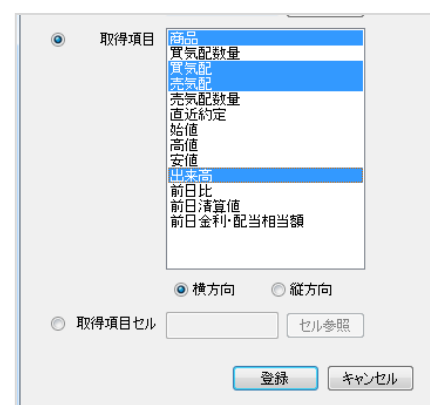 取得項目
商品
買気配数量
買気配
売気配
売気配数量
直近約定
始値
高値
安値
出来高
前日比
前日清算値
前日金利・配当相当額
横方向 縦方向
取得項目セル セル参照
登録 キャンセル